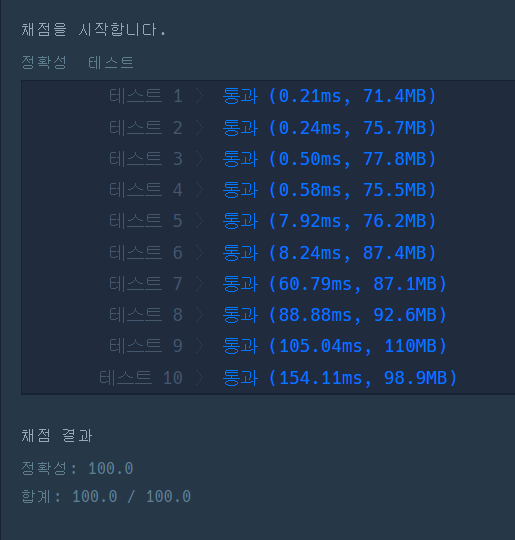 채점을 시작합니다.
정확성 테스트
테스트 1 〉 통과 (0.21ms, 71.4MB)
테스트 2 〉 통과 (0.24ms, 75.7MB)
테스트 3 〉 통과 (0.50ms, 77.8MB)
테스트 4 〉 통과 (0.58ms, 75.5MB)
테스트 5 〉 통과 (7.92ms, 76.2MB)
테스트 6 〉 통과 (8.24ms, 87.4MB)
테스트 7 〉 통과 (60.79ms, 87.1MB)
테스트 8 〉 통과 (88.88ms, 92.6MB)
테스트 9 〉 통과 (105.04ms, 110MB)
테스트 10 〉 통과 (154.11ms, 98.9MB)
채점 결과
정확성: 100.0
합계: 100.0 / 100.0